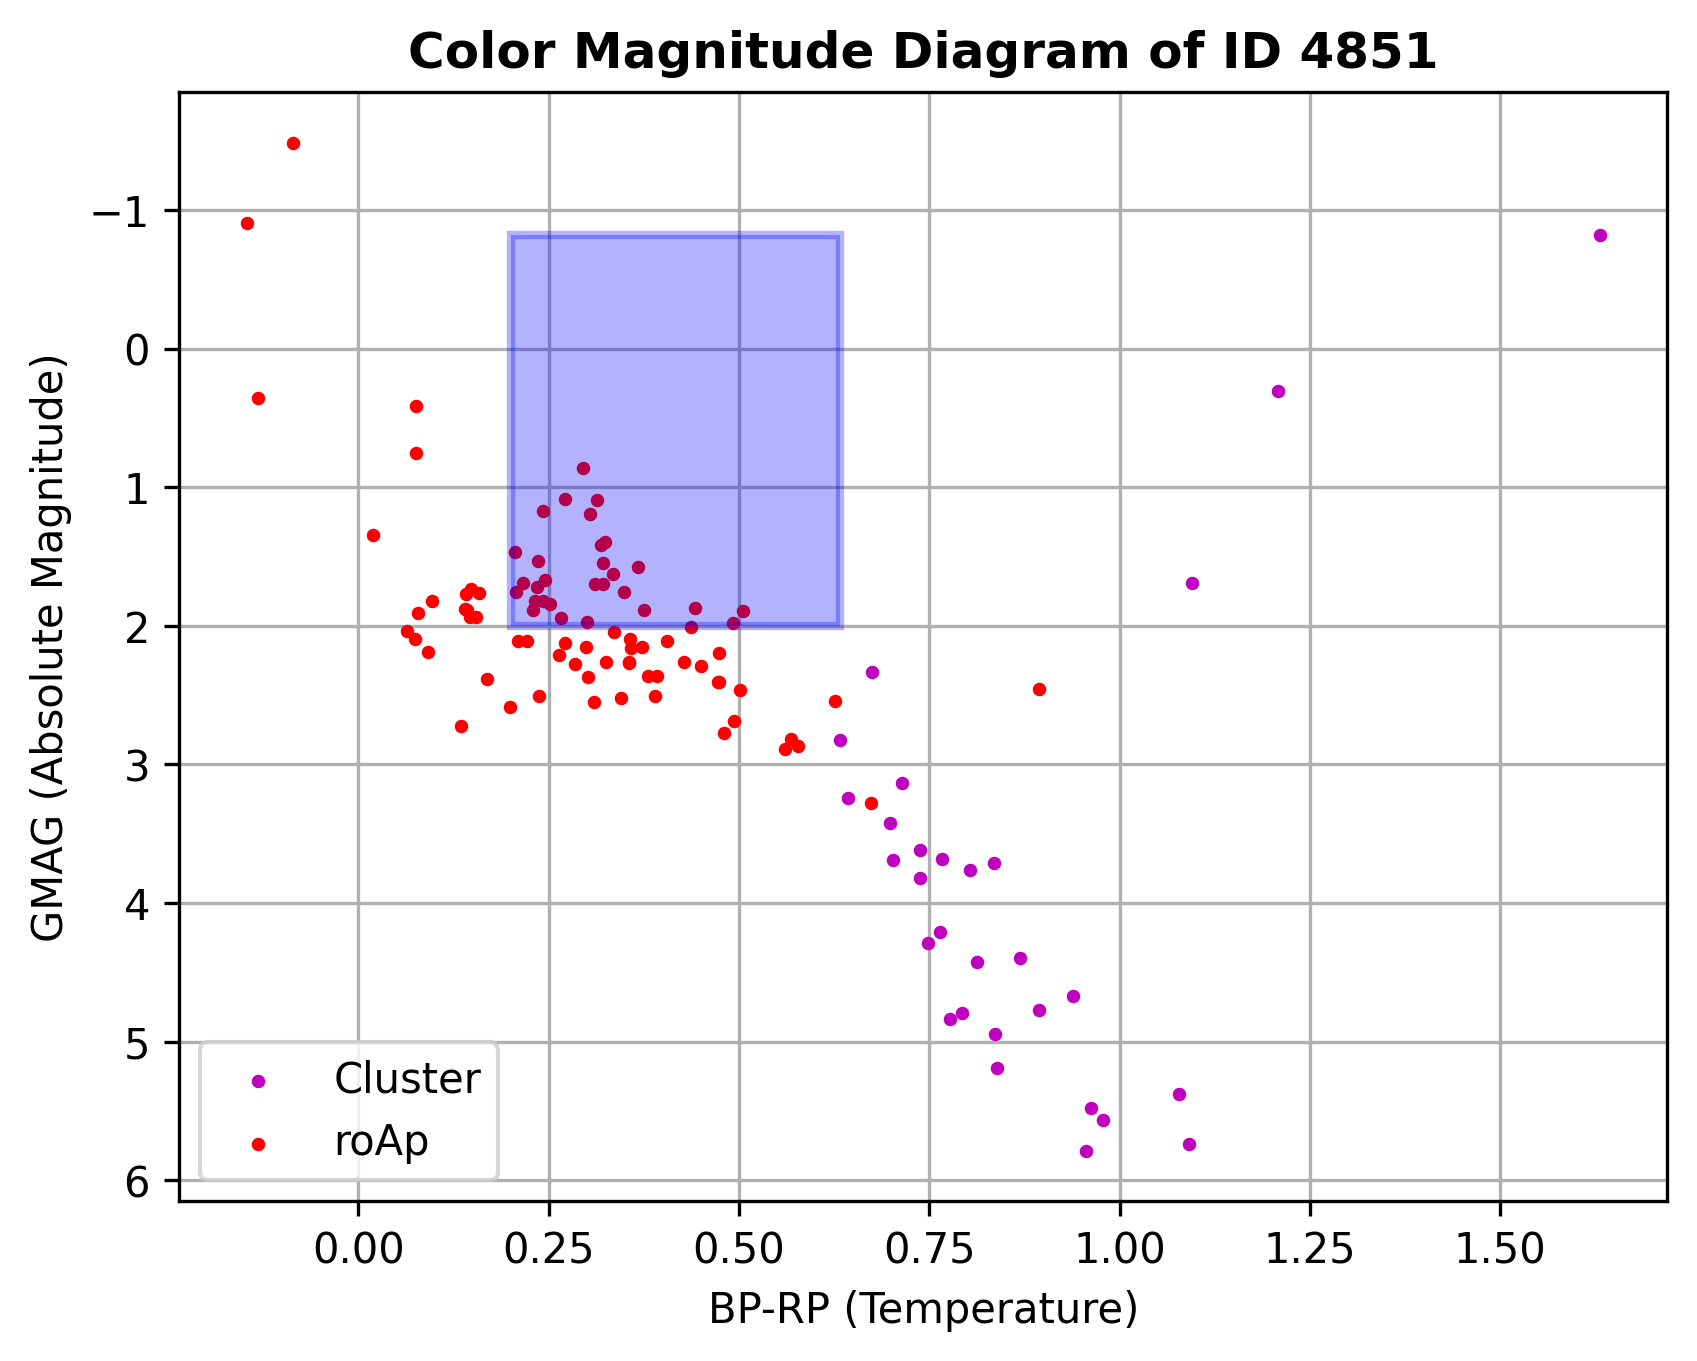 Color Magnitude Diagram of ID 4851
GMAG (Absolute Magnitude)
−1
0
1
2
3
4
5
6
Cluster
roAp
0.00 0.25 0.50 0.75 1.00 1.25 1.50
BP-RP (Temperature)